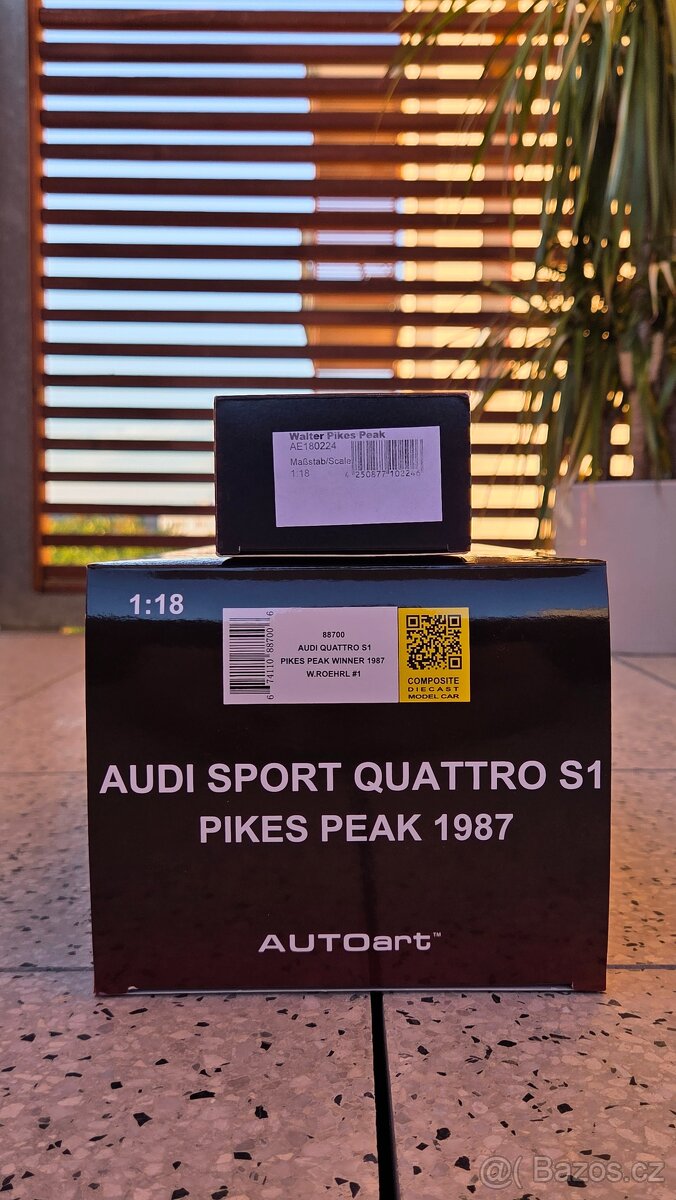 Walter Pikes Peak
AE180224
Maßstab/Scale
1:18
4 250877 103246
1:18
6 74110 88700 6
88700
AUDI QUATTRO S1
PIKES PEAK WINNER 1987
W.ROEHRL #1
COMPOSITE
DIECAST
MODEL CAR
AUDI SPORT QUATTRO S1
PIKES PEAK 1987
AUTOart™
@( Bazos.cz